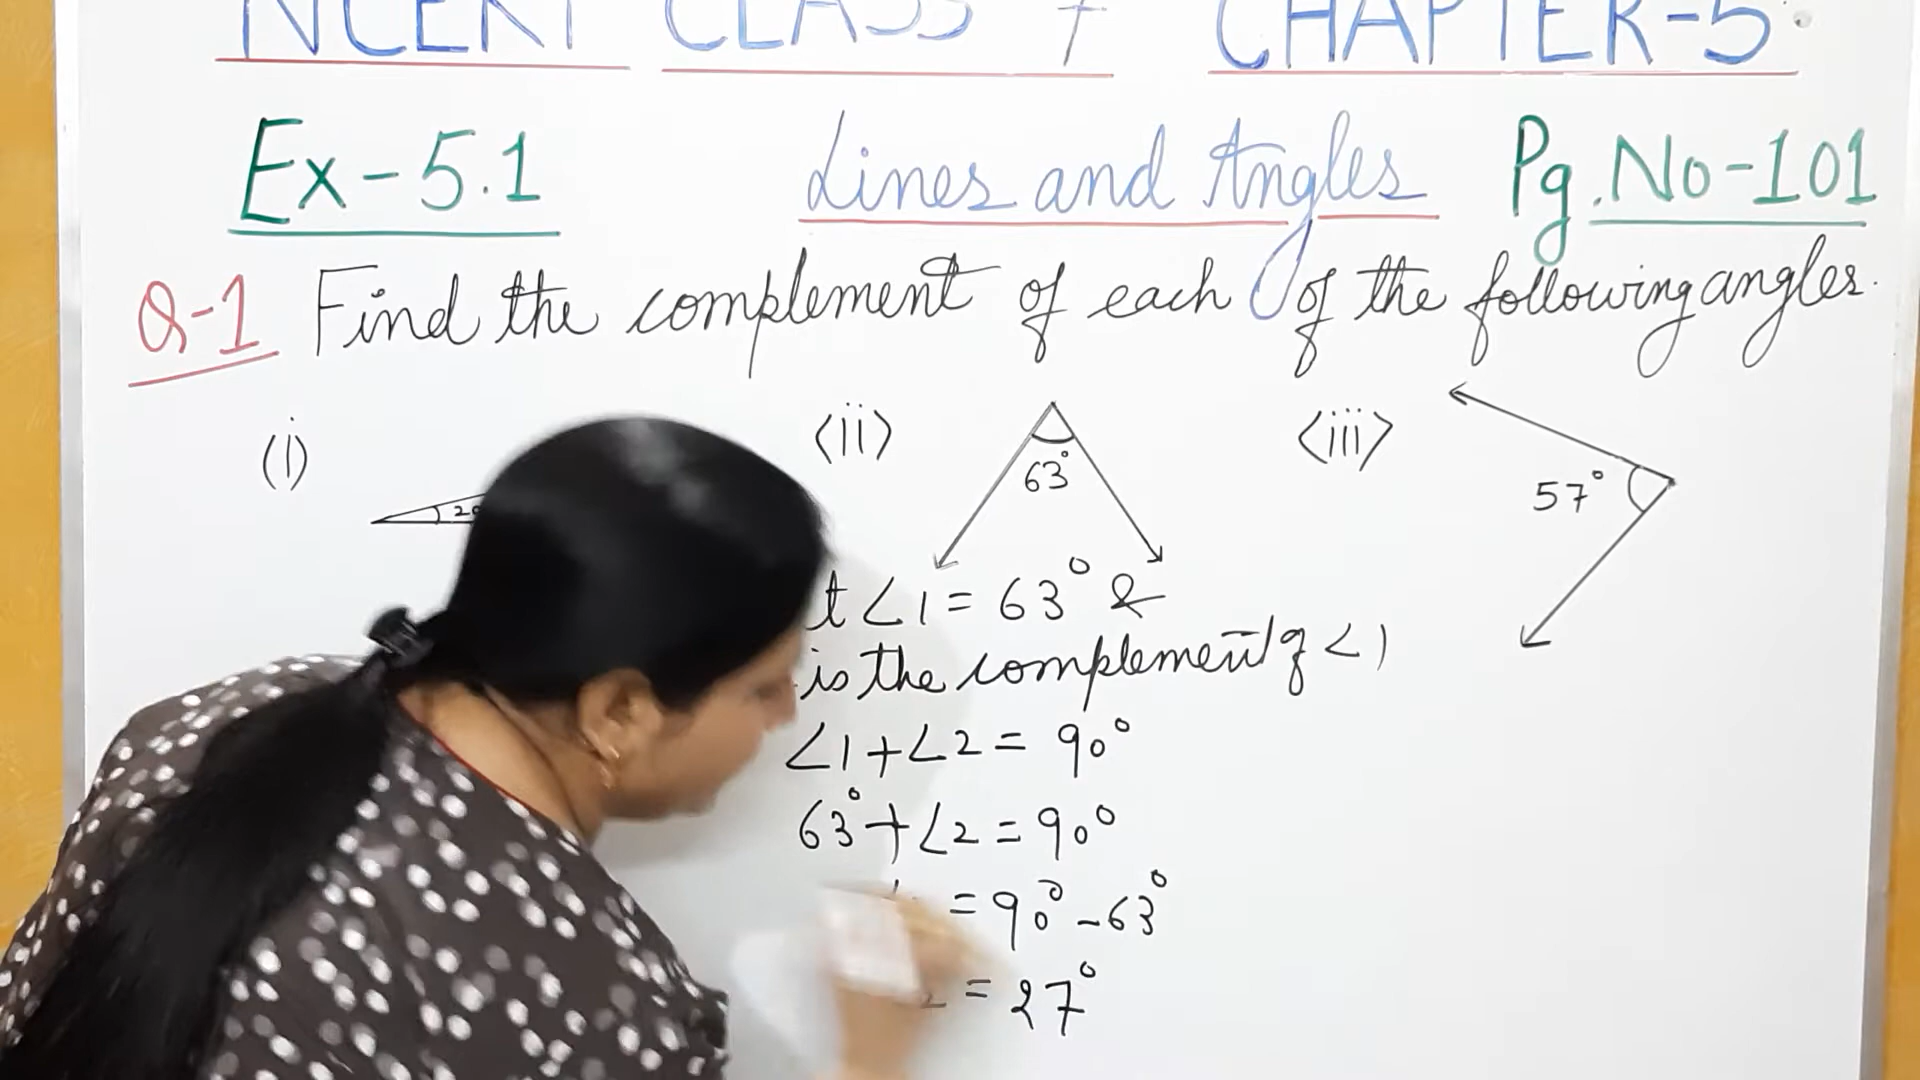 NCERT CLASS 7 CHAPTER-5
Ex-5.1 Lines and Angles Pg.No-101
Q-1 Find the complement of each of the following angles.
(i) (ii) (iii)
63°
57°
∠1 = 63° &
is the complement of ∠1
∠1+∠2 = 90°
63°+∠2 = 90°
= 90°-63°
2 = 27°